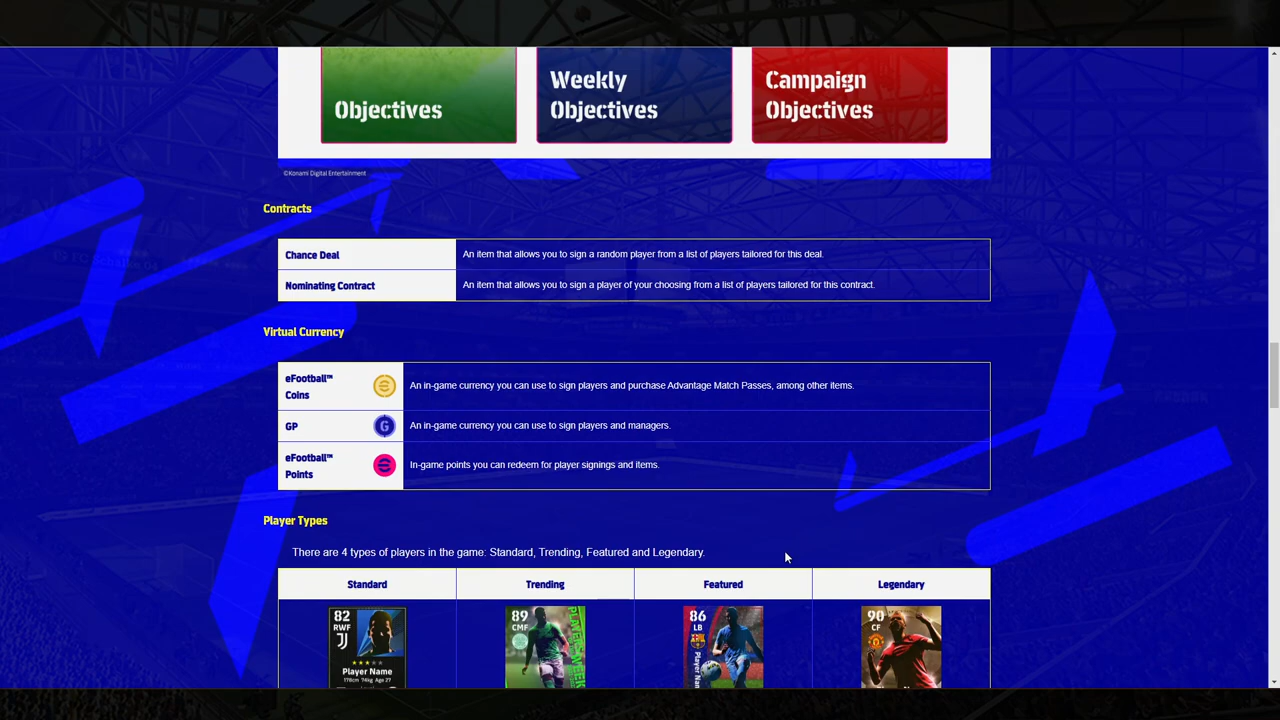 Objectives
Weekly
Objectives
Campaign
Objectives
©Konami Digital Entertainment
Contracts
Chance Deal
An item that allows you to sign a random player from a list of players tailored for this deal.
Nominating Contract
An item that allows you to sign a player of your choosing from a list of players tailored for this contract.
Virtual Currency
eFootball™
Coins
An in-game currency you can use to sign players and purchase Advantage Match Passes, among other items.
GP
G
An in-game currency you can use to sign players and managers.
eFootball™
Points
In-game points you can redeem for player signings and items.
Player Types
There are 4 types of players in the game: Standard, Trending, Featured and Legendary.
Standard
Trending
Featured
Legendary
82
RWF
Player Name
178cm 74kg Age 27
89
CMF
86
LB
90
CF